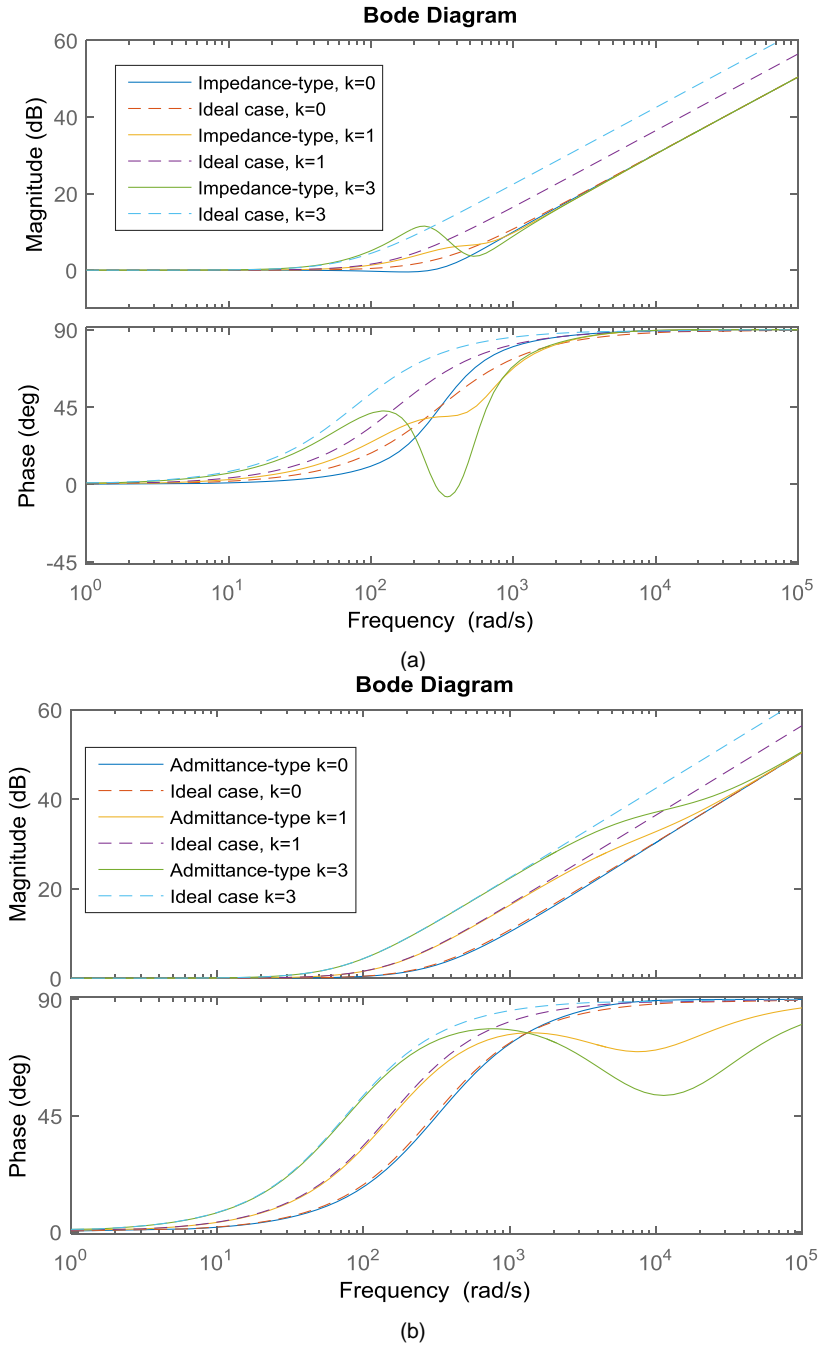 Bode Diagram
60
40
20
0
Magnitude (dB)
Impedance-type, k=0
Ideal case, k=0
Impedance-type, k=1
Ideal case, k=1
Impedance-type, k=3
Ideal case, k=3
90
45
0
-45
Phase (deg)
10^0 10^1 10^2 10^3 10^4 10^5
Frequency (rad/s)
(a)
Bode Diagram
60
40
20
0
Magnitude (dB)
Admittance-type k=0
Ideal case, k=0
Admittance-type k=1
Ideal case, k=1
Admittance-type k=3
Ideal case k=3
90
45
0
Phase (deg)
10^0 10^1 10^2 10^3 10^4 10^5
Frequency (rad/s)
(b)